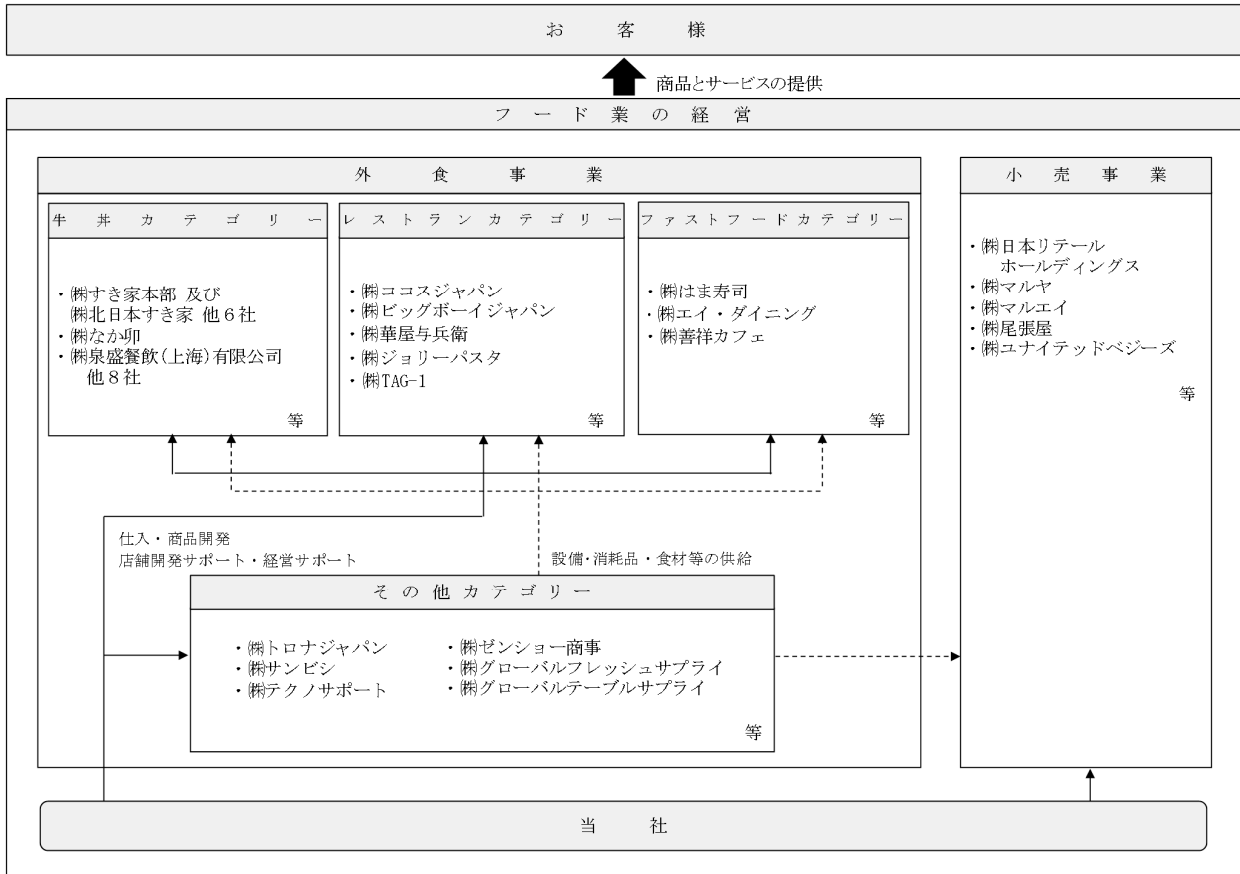 お客様
商品とサービスの提供
フード業の経営
外食事業
牛丼カテゴリー
・㈱すき家本部 及び
㈱北日本すき家 他６社
・㈱なか卯
・㈱泉盛餐飲(上海)有限公司
他８社
等
レストランカテゴリー
・㈱ココスジャパン
・㈱ビッグボーイジャパン
・㈱華屋与兵衛
・㈱ジョリーパスタ
・㈱TAG-1
等
ファストフードカテゴリー
・㈱はま寿司
・㈱エイ・ダイニング
・㈱善祥カフェ
等
小売事業
・㈱日本リテール
ホールディングス
・㈱マルヤ
・㈱マルエイ
・㈱尾張屋
・㈱ユナイテッドベジーズ
等
仕入・商品開発
店舗開発サポート・経営サポート
設備・消耗品・食材等の供給
その他カテゴリー
・㈱トロナジャパン
・㈱サンビシ
・㈱テクノサポート
・㈱ゼンショー商事
・㈱グローバルフレッシュサプライ
・㈱グローバルテーブルサプライ
等
当社